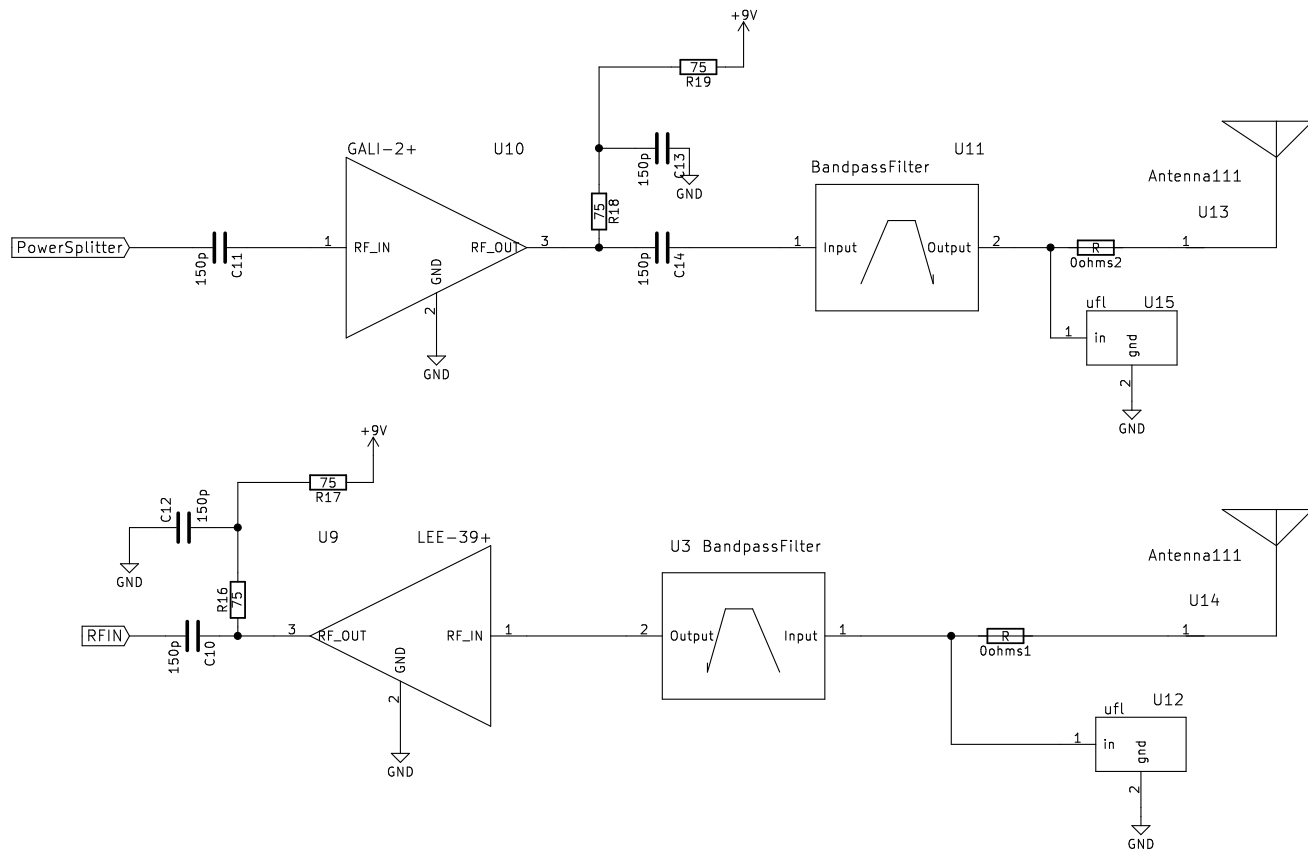 +9V
75
R19
GALI-2+
U10
150p
C13
GND
U11
BandpassFilter
Antenna111
U13
75
R18
PowerSplitter
150p
C11
1
RF_IN
RF_OUT
3
GND
2
GND
150p
C14
1
Input
Output
2
R
0ohms2
1
ufl
U15
1
in
gnd
2
GND
+9V
75
R17
C12
150p
GND
U9
LEE-39+
U3 BandpassFilter
Antenna111
U14
R16
75
RFIN
150p
C10
3
RF_OUT
RF_IN
1
GND
2
GND
2
Output
Input
1
R
0ohms1
1
ufl
U12
1
in
gnd
2
GND